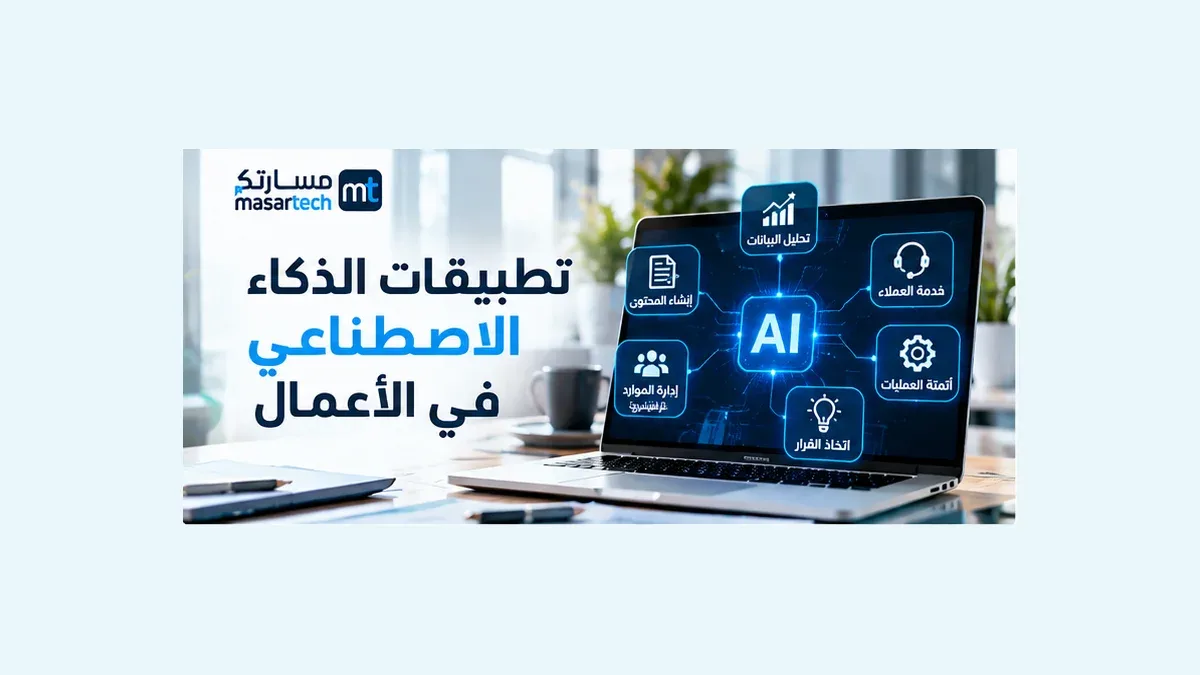 مسارتك
masartech
mt
تطبيقات الذكاء
الاصطناعي
في الأعمال
تحليل البيانات
خدمة العملاء
إنشاء المحتوى
AI
أتمتة العمليات
إدارة الموارد
اتخاذ القرار